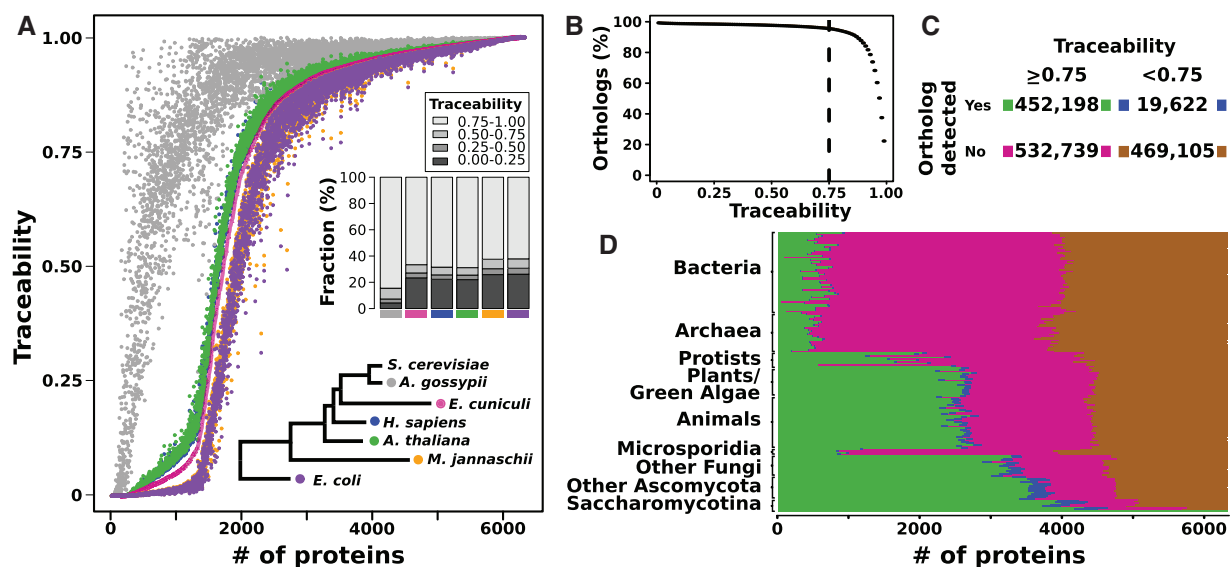 A
Traceability
1.00
0.75
0.50
0.25
0
0
2000
4000
6000
# of proteins
Traceability
0.75-1.00
0.50-0.75
0.25-0.50
0.00-0.25
Fraction (%)
100
80
60
40
20
0
S. cerevisiae
A. gossypii
E. cuniculi
H. sapiens
A. thaliana
M. jannaschii
E. coli
B
Orthologs (%)
100
80
60
40
20
0
0
0.25
0.50
0.75
1.00
Traceability
C
Traceability
≥0.75 <0.75
Ortholog
detected
Yes 452,198 19,622
No 532,739 469,105
D
Bacteria
Archaea
Protists
Plants/
Green Algae
Animals
Microsporidia
Other Fungi
Other Ascomycota
Saccharomycotina
0
2000
4000
6000
# of proteins